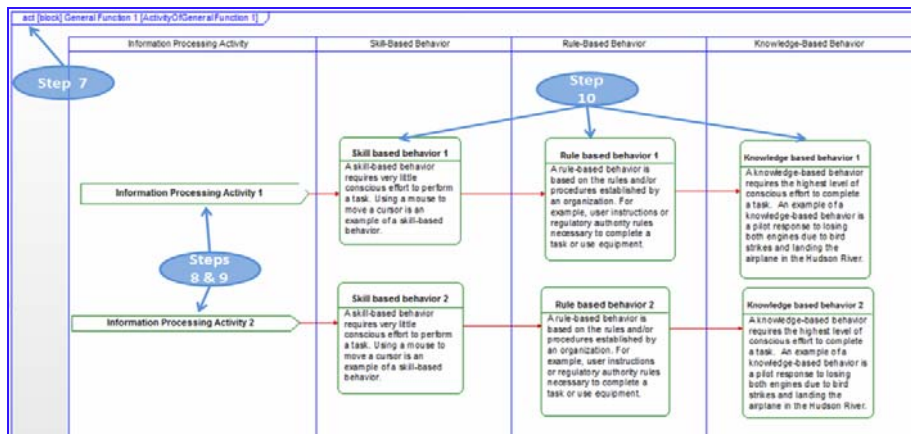 act [block] General Function 1 [ActivityOfGeneral Function 1]
Information Processing Activity
Skill-Based Behavior
Rule-Based Behavior
Knowledge-Based Behavior
Step 7
Step
10
Skill based behavior 1
A skill-based behavior
requires very little
conscious effort to perform
a task. Using a mouse to
move a cursor is an
example of a skill-based
behavior.
Rule based behavior 1
A rule-based behavior is
based on the rules and/or
procedures established by
an organization. For
example, user instructions
or regulatory authority rules
necessary to complete a
task or use equipment.
Knowledge based behavior 1
A knowledge-based behavior
requires the highest level of
conscious effort to complete
a task. An example of a
knowledge-based behavior is
a pilot response to losing
both engines due to bird
strikes and landing the
airplane in the Hudson River.
Information Processing Activity 1
Steps
8 & 9
Information Processing Activity 2
Skill based behavior 2
A skill-based behavior
requires very little
conscious effort to perform
a task. Using a mouse to
move a cursor is an
example of a skill-based
behavior.
Rule based behavior 2
A rule-based behavior is
based on the rules and/or
procedures established by
an organization. For
example, user instructions
or regulatory authority rules
necessary to complete a
task or use equipment.
Knowledge based behavior 2
A knowledge-based behavior
requires the highest level of
conscious effort to complete
a task. An example of a
knowledge-based behavior is
a pilot response to losing
both engines due to bird
strikes and landing the
airplane in the Hudson River.